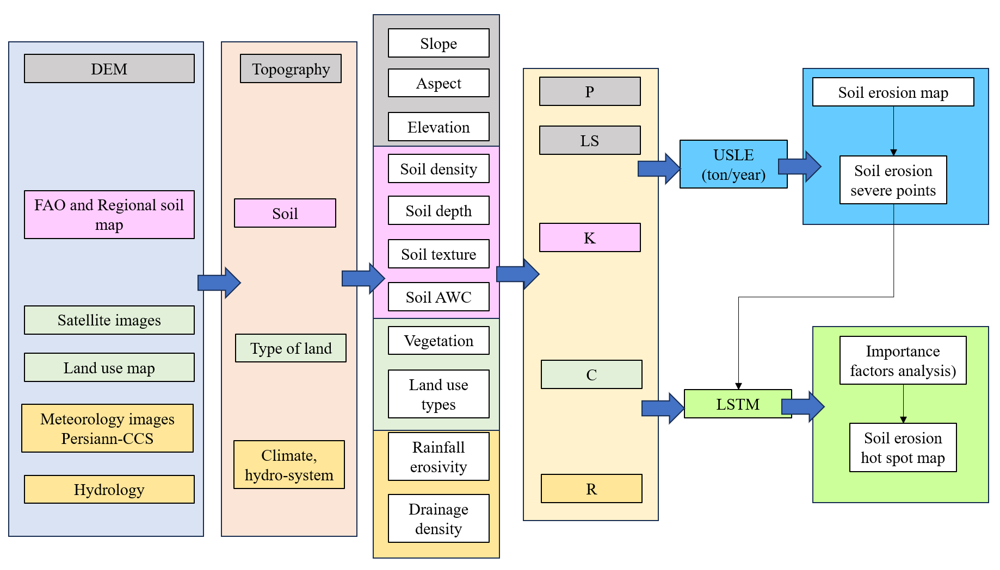 DEM
FAO and Regional soil
map
Satellite images
Land use map
Meteorology images
Persiann-CCS
Hydrology
Topography
Soil
Type of land
Climate,
hydro-system
Slope
Aspect
Elevation
Soil density
Soil depth
Soil texture
Soil AWC
Vegetation
Land use
types
Rainfall
erosivity
Drainage
density
P
LS
K
C
R
USLE
(ton/year)
LSTM
Soil erosion map
Soil erosion
severe points
Importance
factors analysis)
Soil erosion
hot spot map